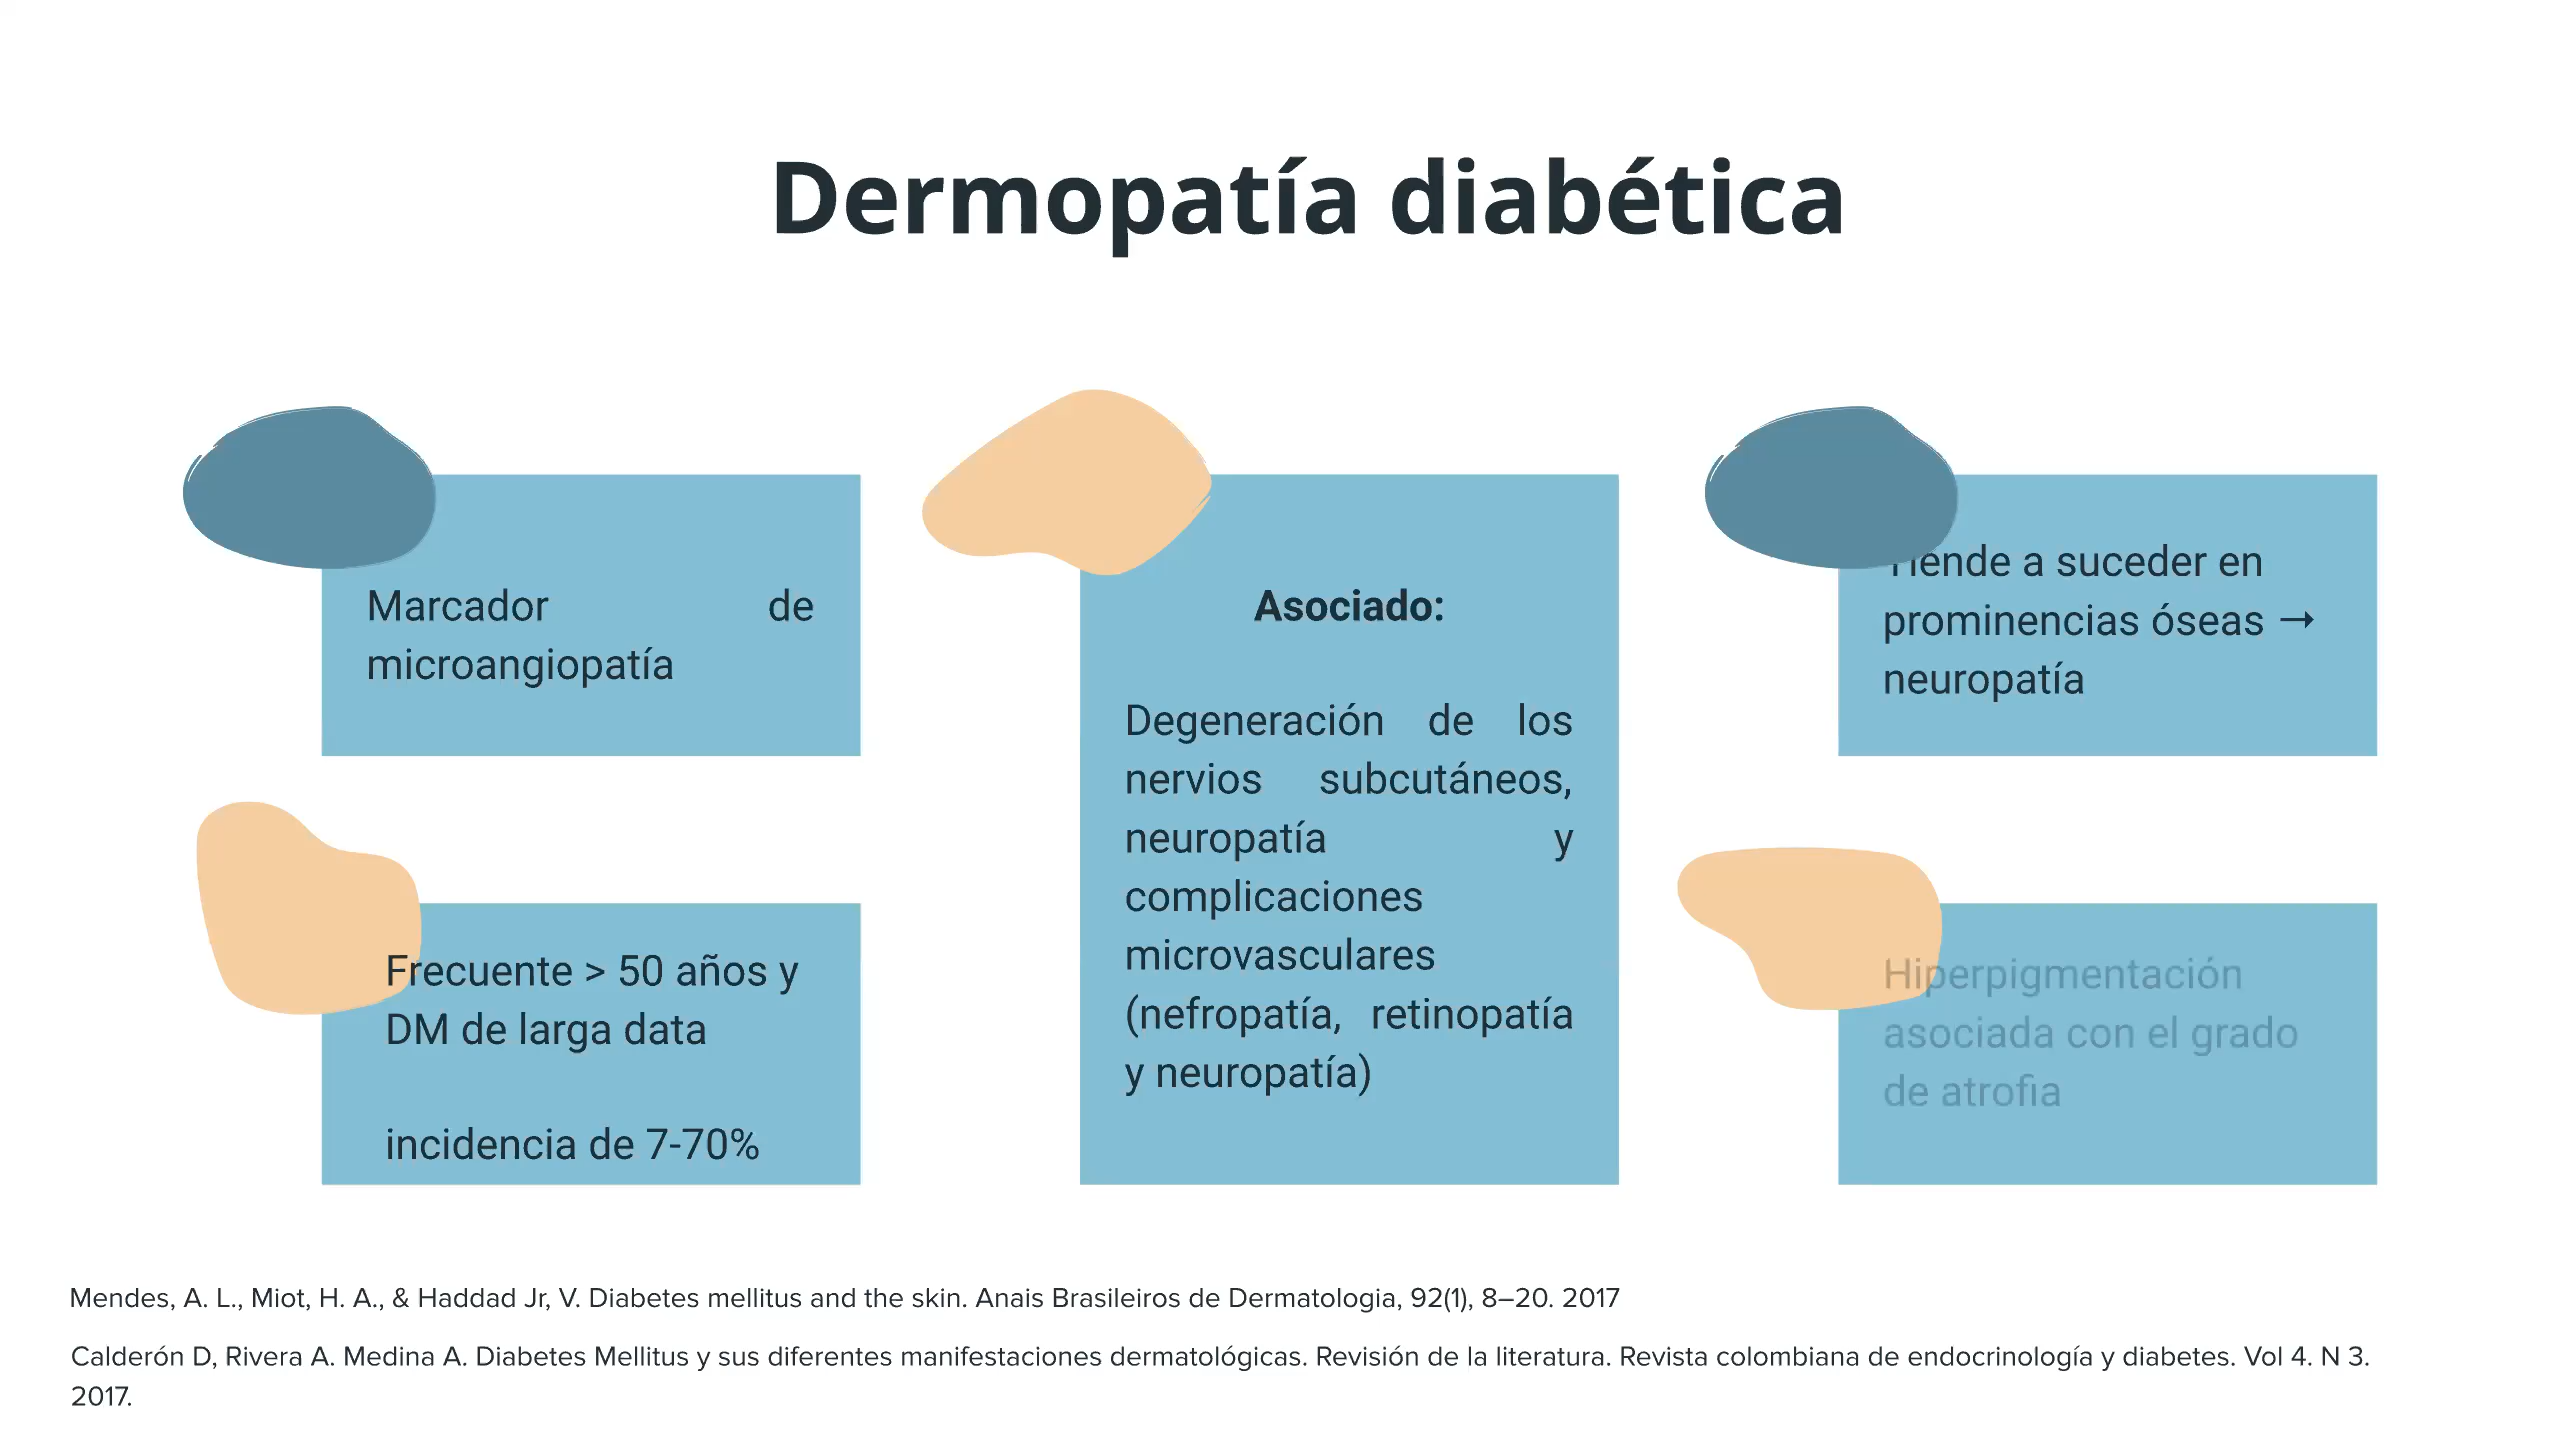 Dermopatía diabética
Marcador de
microangiopatía
Frecuente > 50 años y
DM de larga data
incidencia de 7-70%
Asociado:
Degeneración de los
nervios subcutáneos,
neuropatía y
complicaciones
microvasculares
(nefropatía, retinopatía
y neuropatía)
Tiende a suceder en
prominencias óseas →
neuropatía
Hiperpigmentación
asociada con el grado
de atrofia
Mendes, A. L., Miot, H. A., & Haddad Jr, V. Diabetes mellitus and the skin. Anais Brasileiros de Dermatologia, 92(1), 8–20. 2017
Calderón D, Rivera A. Medina A. Diabetes Mellitus y sus diferentes manifestaciones dermatológicas. Revisión de la literatura. Revista colombiana de endocrinología y diabetes. Vol 4. N 3.
2017.